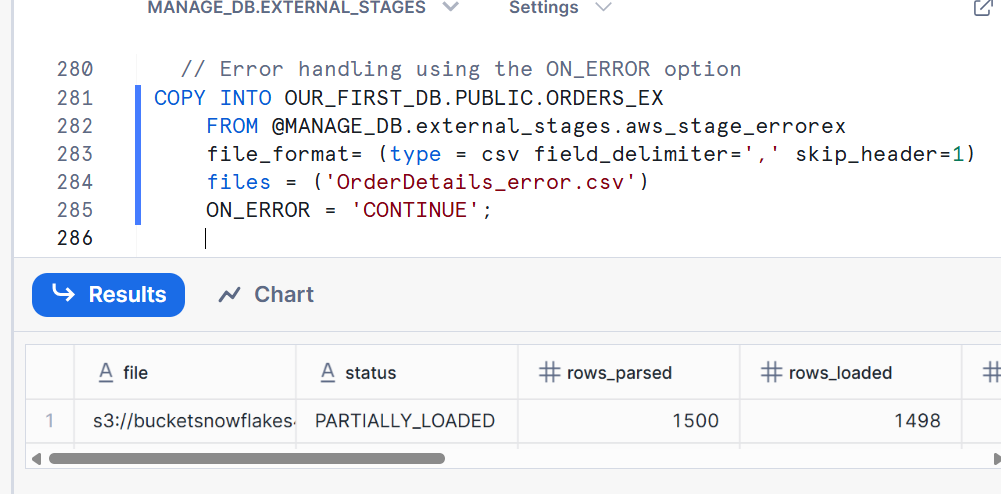 MANAGE_DB.EXTERNAL_STAGES Settings
280 // Error handling using the ON_ERROR option
281 COPY INTO OUR_FIRST_DB.PUBLIC.ORDERS_EX
282 FROM @MANAGE_DB.external_stages.aws_stage_errorex
283 file_format= (type = csv field_delimiter=',' skip_header=1)
284 files = ('OrderDetails_error.csv')
285 ON_ERROR = 'CONTINUE';
286
Results Chart
A file A status # rows_parsed # rows_loaded #
1 s3://bucketsnowflakes PARTIALLY_LOADED 1500 1498